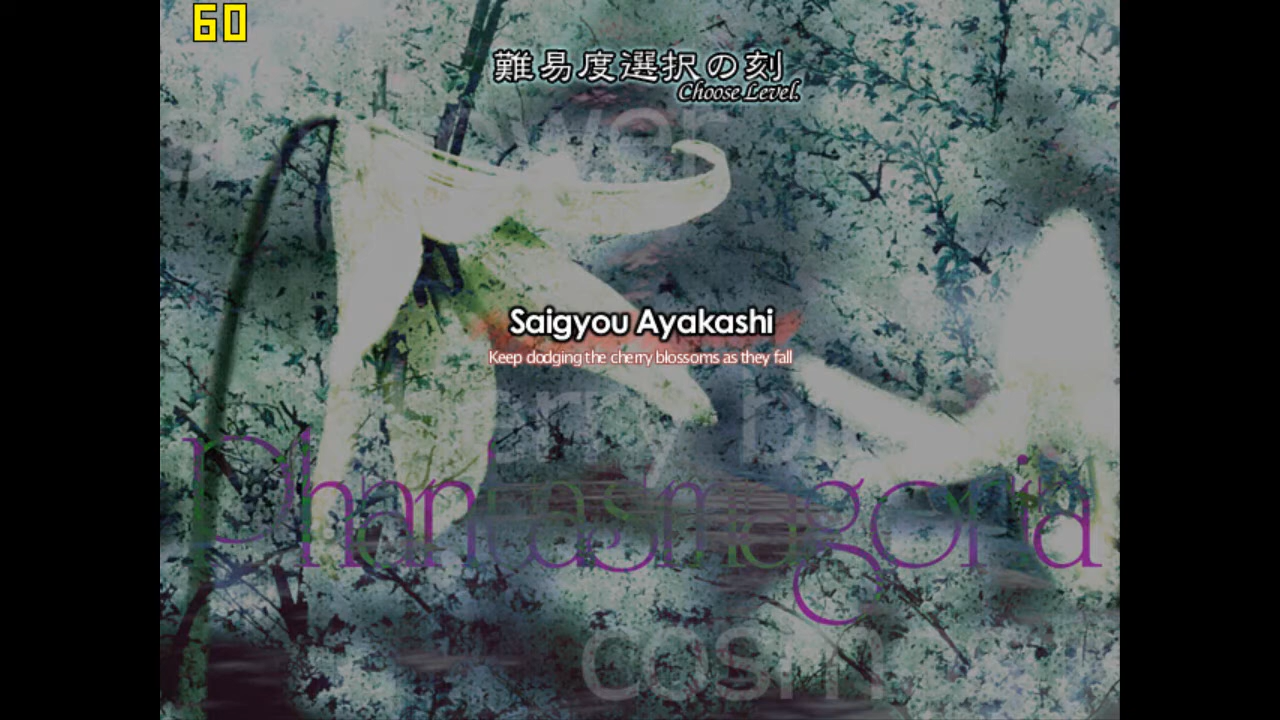 60
難易度選択の刻
Choose Level.
flower
Saigyou Ayakashi
Keep dodging the cherry blossoms as they fall
Phantasmagoria